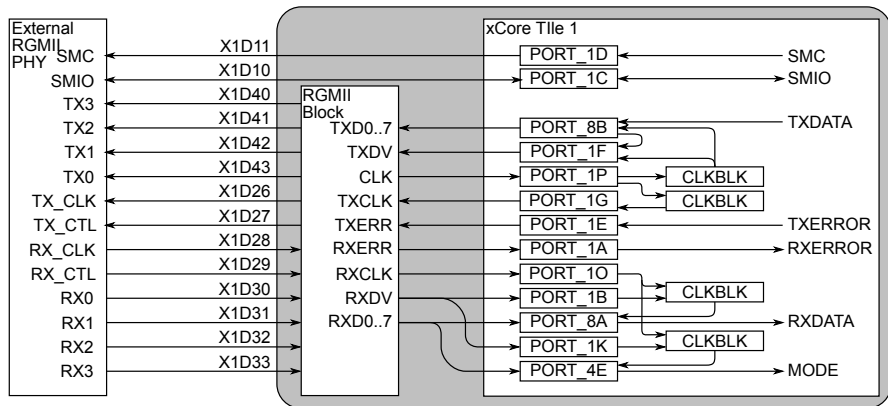 External
RGMII
PHY
SMC
SMIO
TX3
TX2
TX1
TX0
TX_CLK
TX_CTL
RX_CLK
RX_CTL
RX0
RX1
RX2
RX3
X1D11
X1D10
X1D40
X1D41
X1D42
X1D43
X1D26
X1D27
X1D28
X1D29
X1D30
X1D31
X1D32
X1D33
RGMII
Block
TXD0..7
TXDV
CLK
TXCLK
TXERR
RXERR
RXCLK
RXDV
RXD0..7
xCore TIle 1
PORT_1D
PORT_1C
PORT_8B
PORT_1F
PORT_1P
PORT_1G
PORT_1E
PORT_1A
PORT_1O
PORT_1B
PORT_8A
PORT_1K
PORT_4E
CLKBLK
CLKBLK
CLKBLK
CLKBLK
SMC
SMIO
TXDATA
TXERROR
RXERROR
RXDATA
MODE